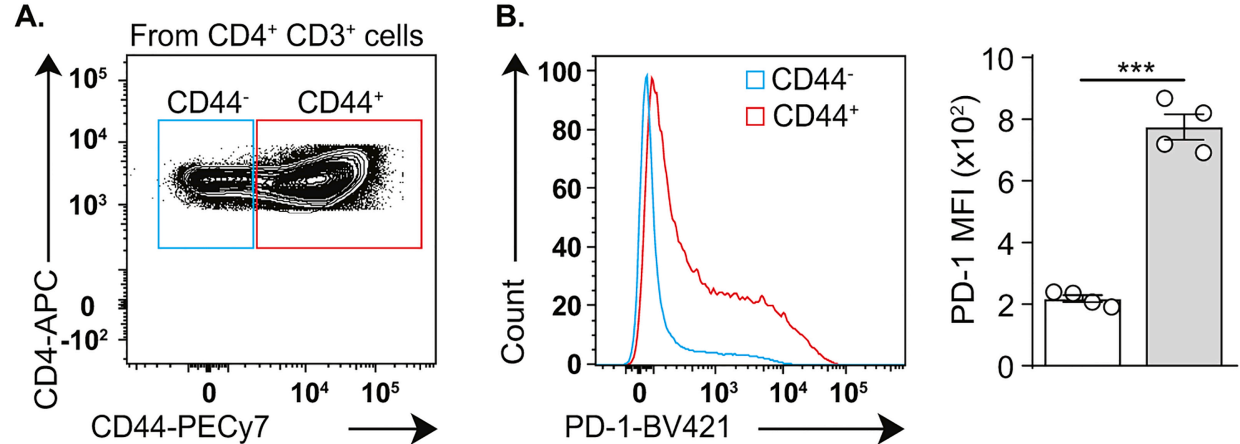 A.
From CD4⁺ CD3⁺ cells
CD44⁻
CD44⁺
10⁵
10⁴
10³
0
-10²
CD4-APC
0
10⁴
10⁵
CD44-PECy7
B.
CD44⁻
CD44⁺
100
80
60
40
20
0
Count
0
10³
10⁴
10⁵
PD-1-BV421
***
10
8
6
4
2
0
PD-1 MFI (x10²)